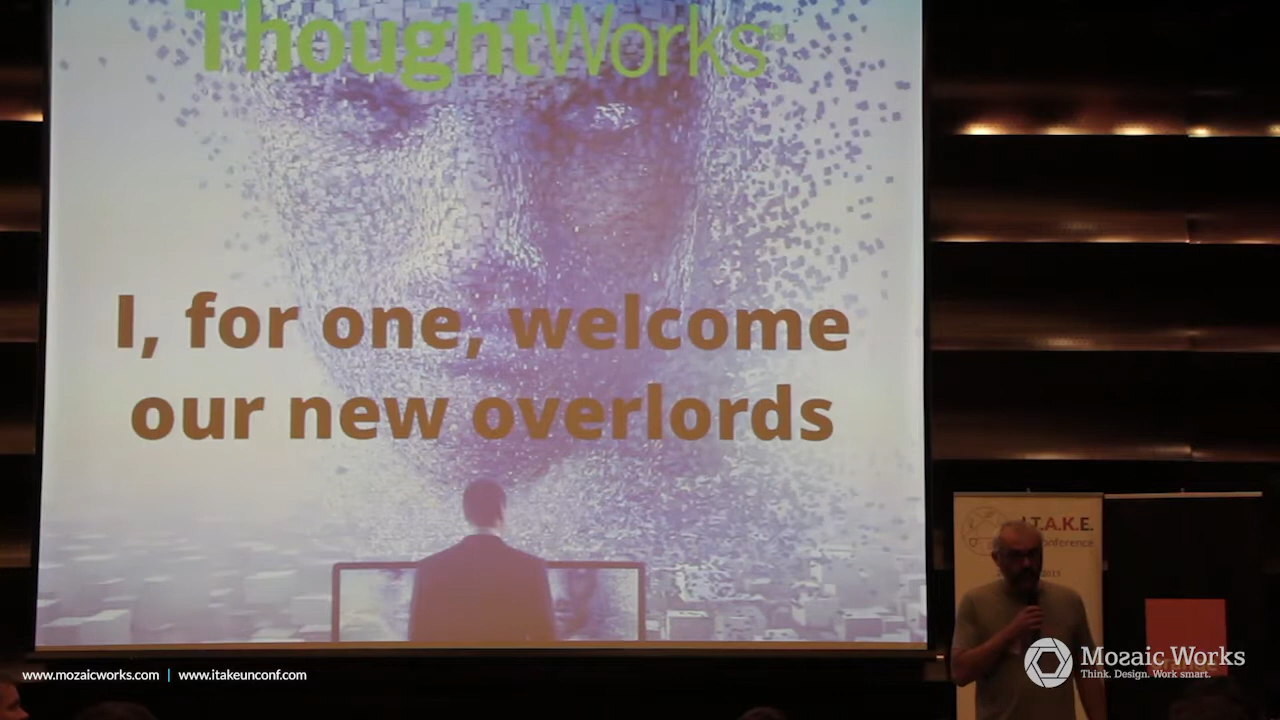 ThoughtWorks®
I, for one, welcome
our new overlords
I.T.A.K.E.
2015
www.mozaicworks.com | www.itakeunconf.com
Mozaic Works
Think. Design. Work smart.